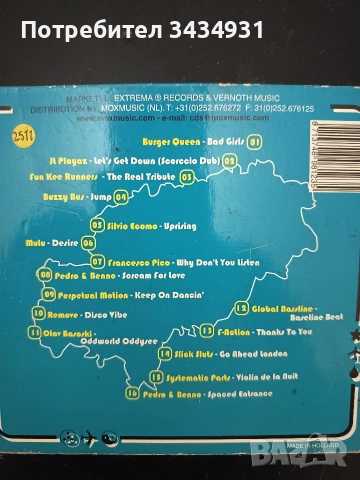 Потребител 3434931
MARKETED EXTREMA ® RECORDS & VERNOTH MUSIC
DISTRIBUTION BY MOXMUSIC (NL). T: +31(0)252.676272 F: 31(0)252.676125
www.moxmusic.com - e-mail: cds@moxmusic.com
2511
Burger Queen - Bad Girls 01
Jt Playaz - Let's Get Down (Scorccio Dub) 02
Fun Kee Runners - The Real Tribute 03
Buzzy Bus - Jump 04
05 Silvio Ecomo - Uprising
Mulu - Desire 06
07 Francesco Pico - Why Don't You Listen
08 Pedro & Benno - Scream For Love
09 Perpetual Motion - Keep On Dancin'
10 Remove - Disco Vibe
11 Olav Basoski - Oddworld Oddysee
12 Global Bassline - Baseline Beat
13 F-Action - Thanks To You
14 Slick Sluts - Go Ahead London
15 Systematic Parts - Violin de la Nuit
16 Pedro & Benno - Spaced Entrance
MADE IN HOLLAND
BAZAR